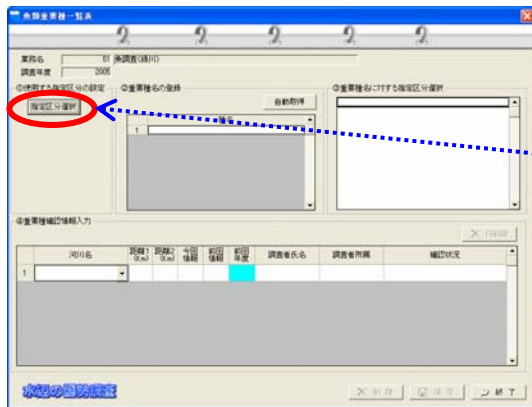 魚類重要種一覧表
業務名 51 魚調査(緑川)
調査年度 2005
①使用する指定区分の設定
指定区分選択
②重要種名の登録
自動取得
種名
1
③重要種名に対する指定区分選択
④重要種確認情報入力
× 行削除
河川名 距離1(Km) 距離2(Km) 今回情報 前回情報 前回年度 調査者氏名 調査者所属 確認状況
1
水辺の国勢調査
× 削除 保存 終了